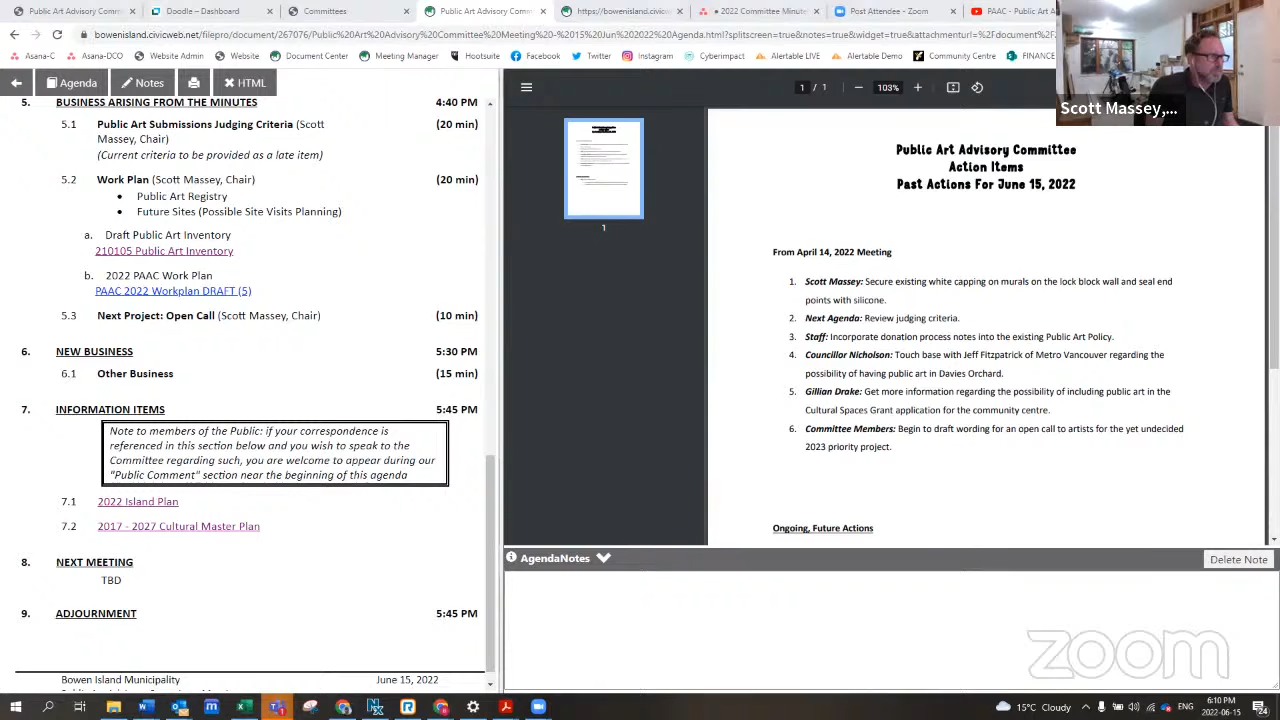 Public Art Advisory Comm
Doodle – Dashboard
Committees
Public Art Advisory Comm
https://bowenisland.civicwe
2022 Committee Minute
Post Attendee - Zoom
PAAC - Public Art A
bowenisland.civicweb.net/filepro/document/267076/Public%20Art%20Advisory%20Committee%20Meeting%20-%2015%20Jun%202022%20Agenda.html?splitscreen=true&notes=true&widget=true&attachmenturl=%2Fdocument%2F
Asana-C
Asana-DCO
Website Admin
Website
Document Center
Meeting Manager
Hootsuite
Facebook
Twitter
Instagram
Cyberimpact
Alertable LIVE
Alertable Demo
Community Centre
FINANCE
Agenda
Notes
HTML
5. BUSINESS ARISING FROM THE MINUTES 4:40 PM
5.1 Public Art Submissions Judging Criteria (Scott (20 min)
Massey, Chair)
(Current criteria to be provided as a late item)
5.2 Work Plan (Scott Massey, Chair) (20 min)
• Public Art Registry
• Future Sites (Possible Site Visits Planning)
a. Draft Public Art Inventory
210105 Public Art Inventory
b. 2022 PAAC Work Plan
PAAC 2022 Workplan DRAFT (5)
5.3 Next Project: Open Call (Scott Massey, Chair) (10 min)
6. NEW BUSINESS 5:30 PM
6.1 Other Business (15 min)
7. INFORMATION ITEMS 5:45 PM
Note to members of the Public: if your correspondence is
referenced in this section below and you wish to speak to the
Committee regarding such, you are welcome to appear during our
"Public Comment" section near the beginning of this agenda
7.1 2022 Island Plan
7.2 2017 - 2027 Cultural Master Plan
8. NEXT MEETING
TBD
9. ADJOURNMENT 5:45 PM
Bowen Island Municipality June 15, 2022
1 / 1
103%
1
Public Art Advisory Committee
Action Items
Past Actions For June 15, 2022
From April 14, 2022 Meeting
1. Scott Massey: Secure existing white capping on murals on the lock block wall and seal end
points with silicone.
2. Next Agenda: Review judging criteria.
3. Staff: Incorporate donation process notes into the existing Public Art Policy.
4. Councillor Nicholson: Touch base with Jeff Fitzpatrick of Metro Vancouver regarding the
possibility of having public art in Davies Orchard.
5. Gillian Drake: Get more information regarding the possibility of including public art in the
Cultural Spaces Grant application for the community centre.
6. Committee Members: Begin to draft wording for an open call to artists for the yet undecided
2023 priority project.
Ongoing, Future Actions
AgendaNotes
Delete Note
Scott Massey,...
zoom
15°C Cloudy
ENG
6:10 PM
2022-06-15
24